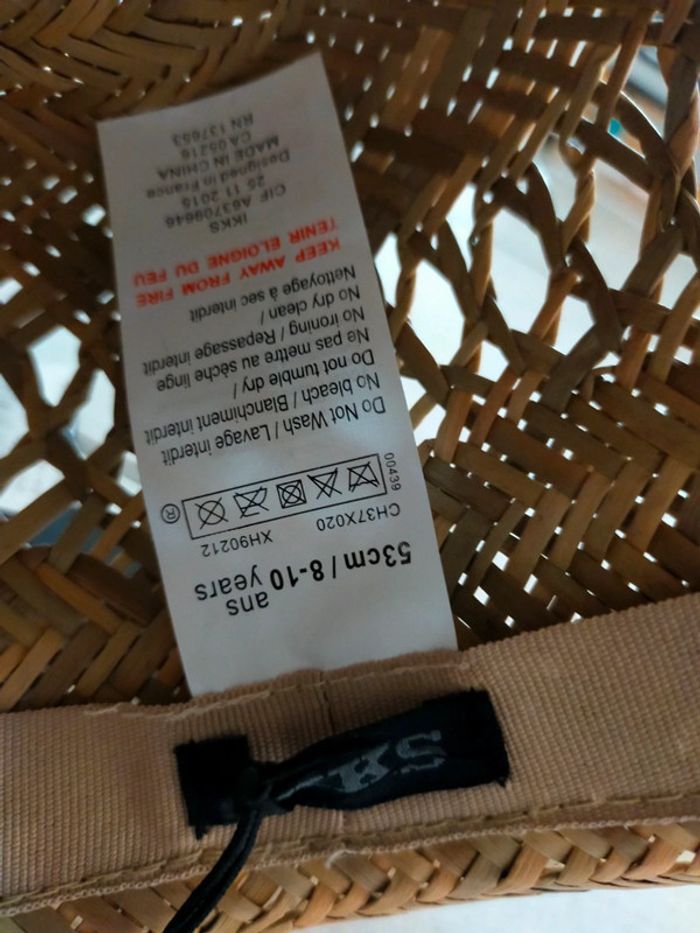 53cm / 8-10 years
ans
CH37X020 XH90212
00439
®
Do Not Wash / Lavage interdit
No bleach / Blanchiment interdit
Do not tumble dry /
Ne pas mettre au sèche linge
No ironing / Repassage interdit
No dry clean /
Nettoyage à sec interdit
KEEP AWAY FROM FIRE
TENIR ELOIGNE DU FEU
IKKS
CIF A63709646
25 11 2015
Designed in France
MADE IN CHINA
CA 05216
RN 137653